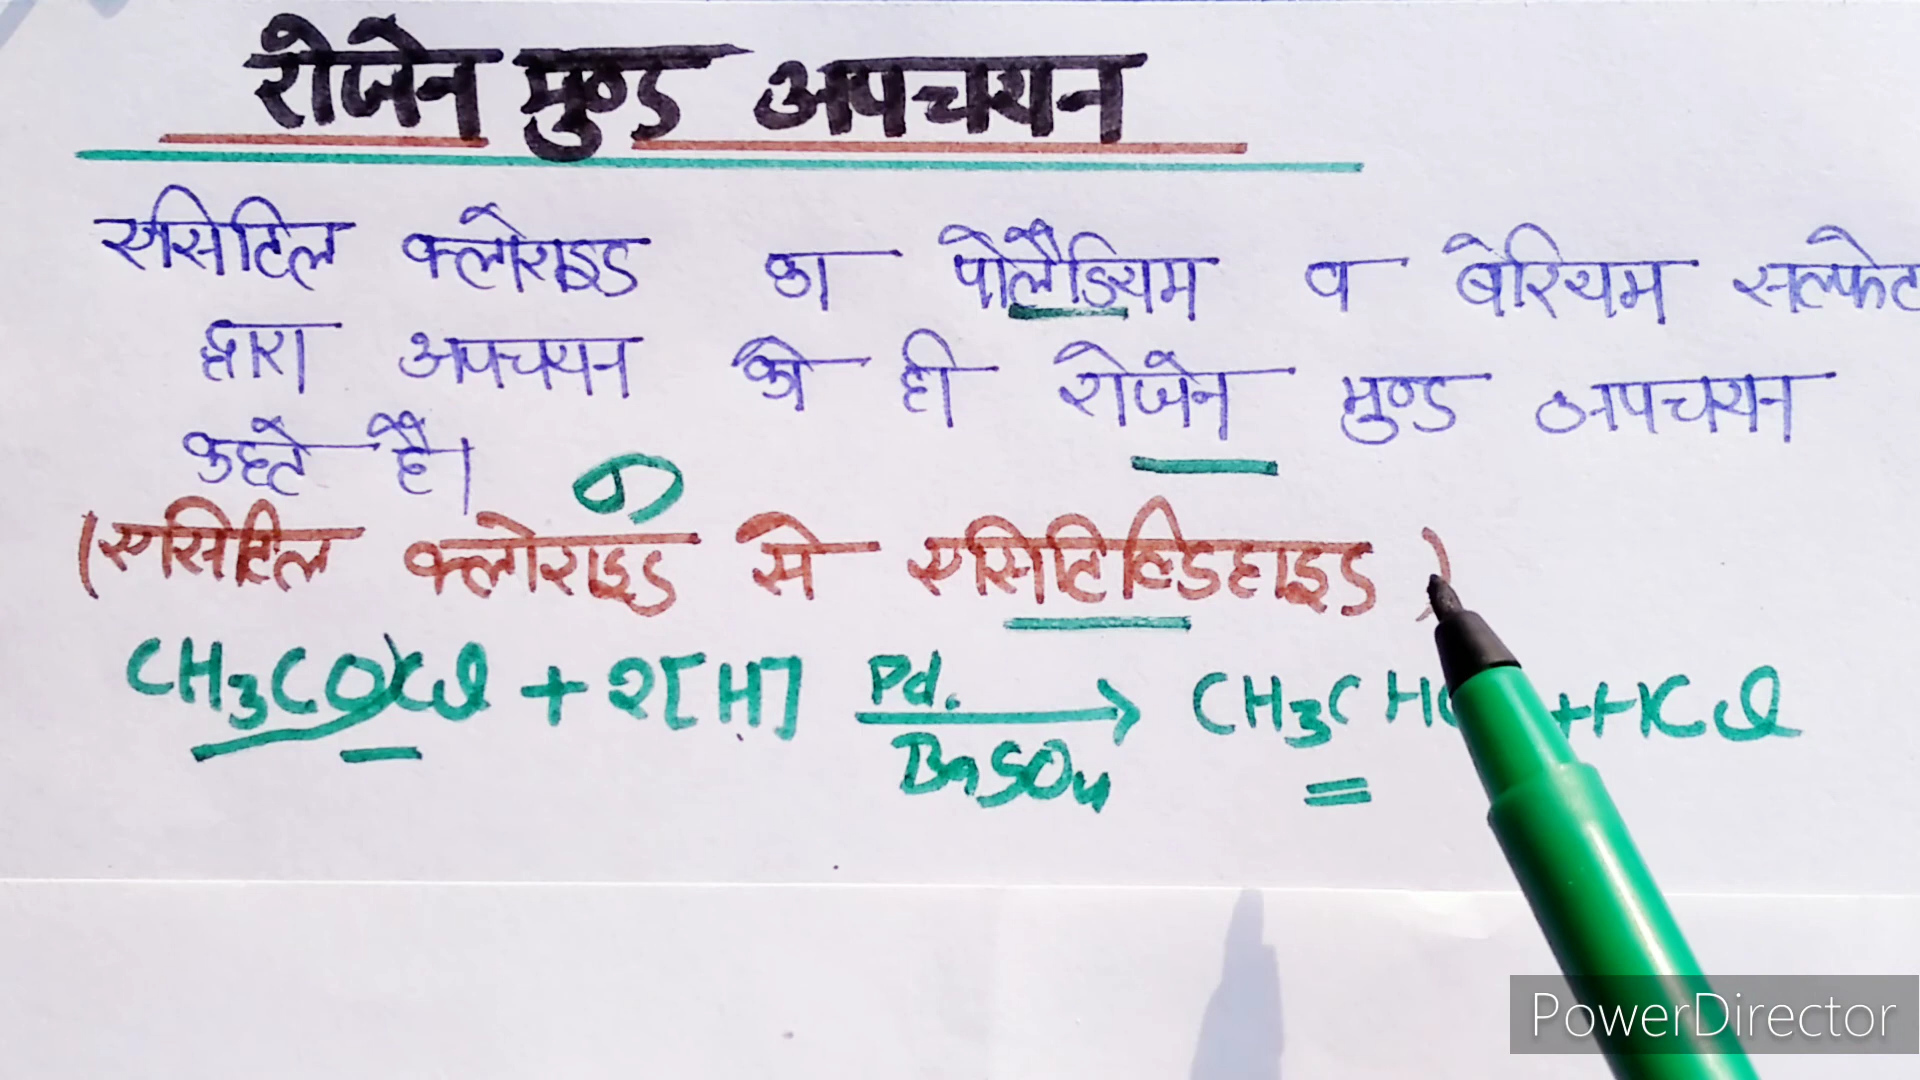 रोजेन मुण्ड अपचयन
एसिटिल क्लोराइड का पोलैडियम व बेरियम सल्फेट
द्वारा अपचयन को ही रोजेन मुण्ड अपचयन
कहते है।
(एसिटिल क्लोराइड से एसिटिल्डिहाइड)
CH3COCl + 2[H] Pd. BaSO4 → CH3CHO + HCl
PowerDirector